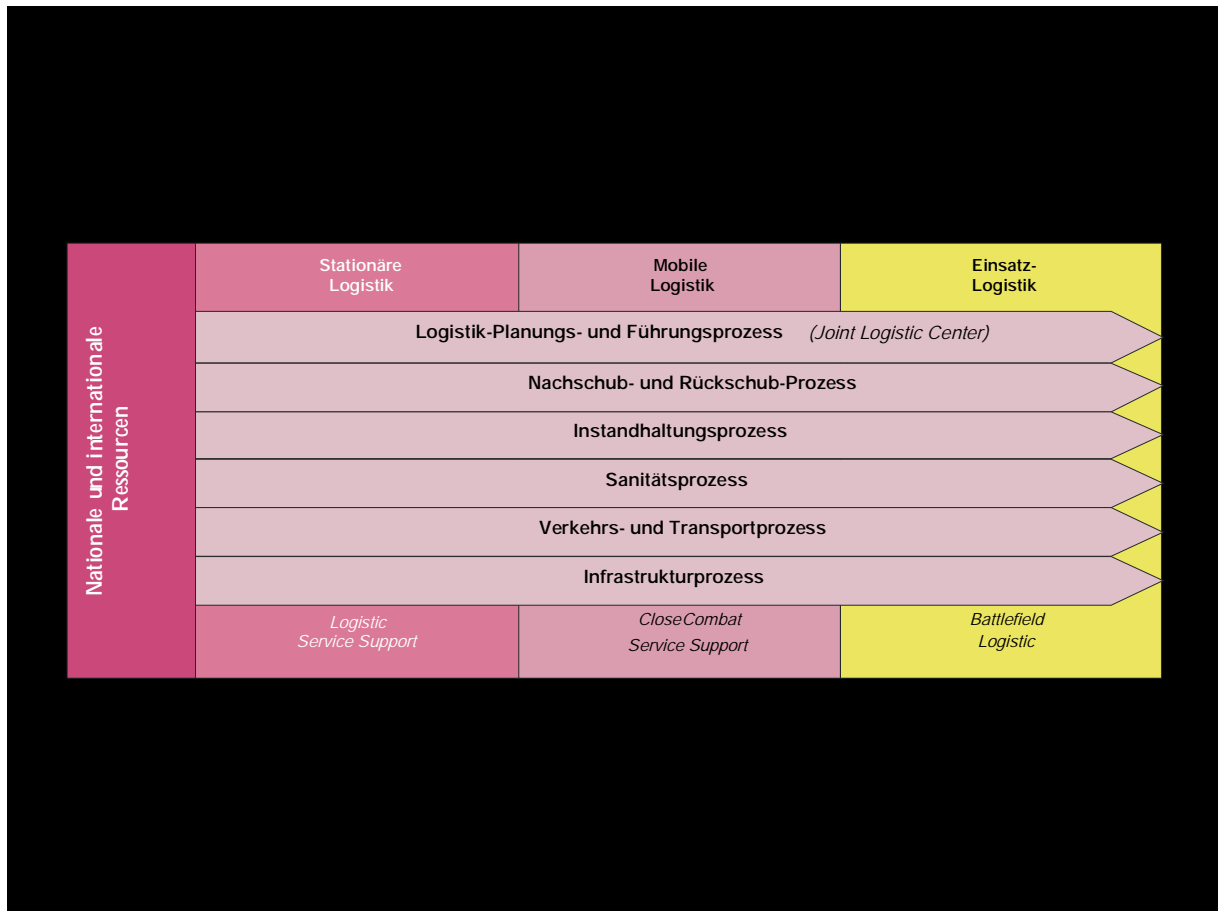 Nationale und internationale
Ressourcen
Stationäre
Logistik
Mobile
Logistik
Einsatz-
Logistik
Logistik-Planungs- und Führungsprozess (Joint Logistic Center)
Nachschub- und Rückschub-Prozess
Instandhaltungsprozess
Sanitätsprozess
Verkehrs- und Transportprozess
Infrastrukturprozess
Logistic
Service Support
CloseCombat
Service Support
Battlefield
Logistic